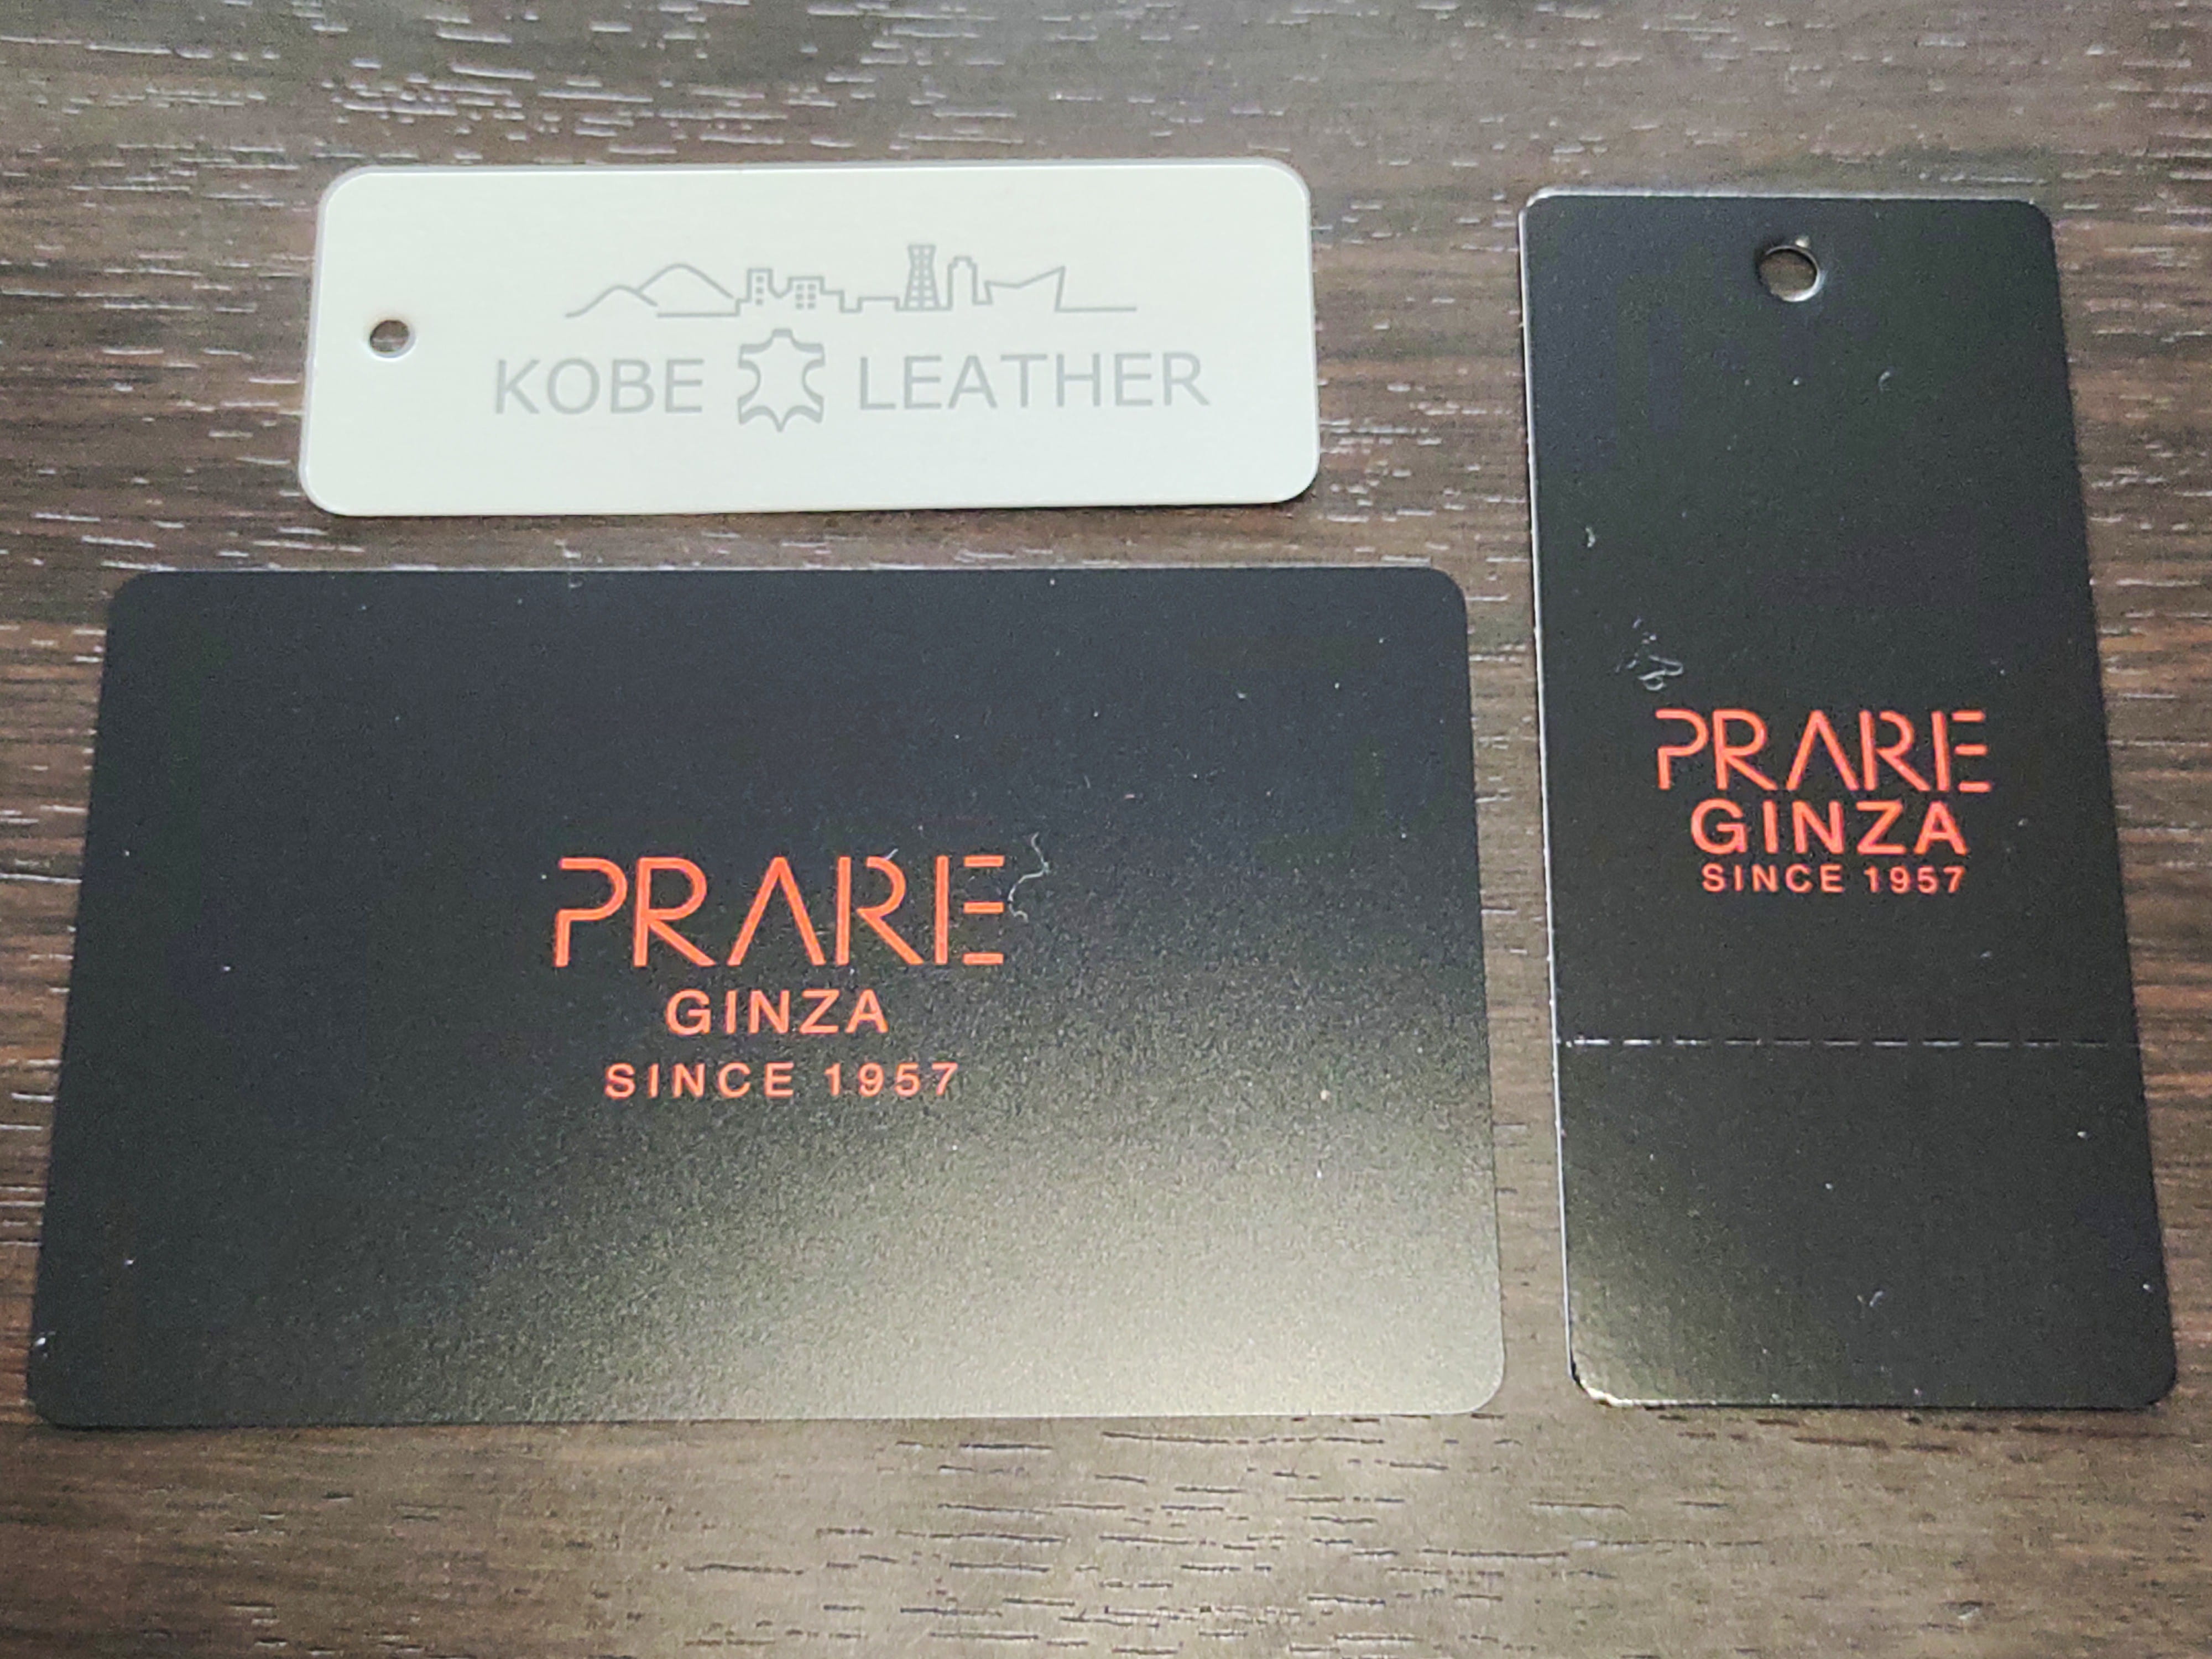 KOBE LEATHER
PRARE
GINZA
SINCE 1957
PRARE
GINZA
SINCE 1957